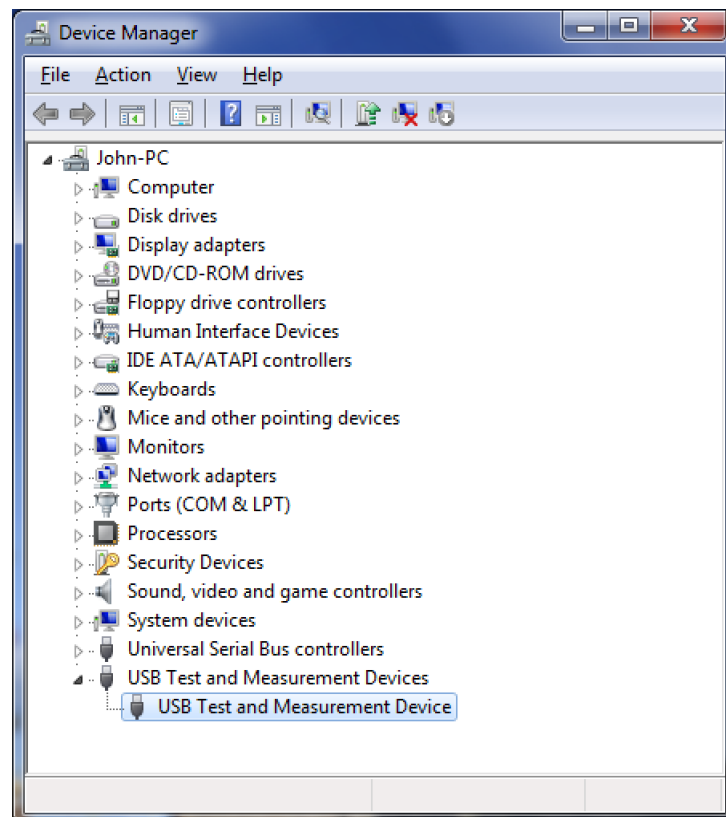 Device Manager
File Action View Help
John-PC
Computer
Disk drives
Display adapters
DVD/CD-ROM drives
Floppy drive controllers
Human Interface Devices
IDE ATA/ATAPI controllers
Keyboards
Mice and other pointing devices
Monitors
Network adapters
Ports (COM & LPT)
Processors
Security Devices
Sound, video and game controllers
System devices
Universal Serial Bus controllers
USB Test and Measurement Devices
USB Test and Measurement Device